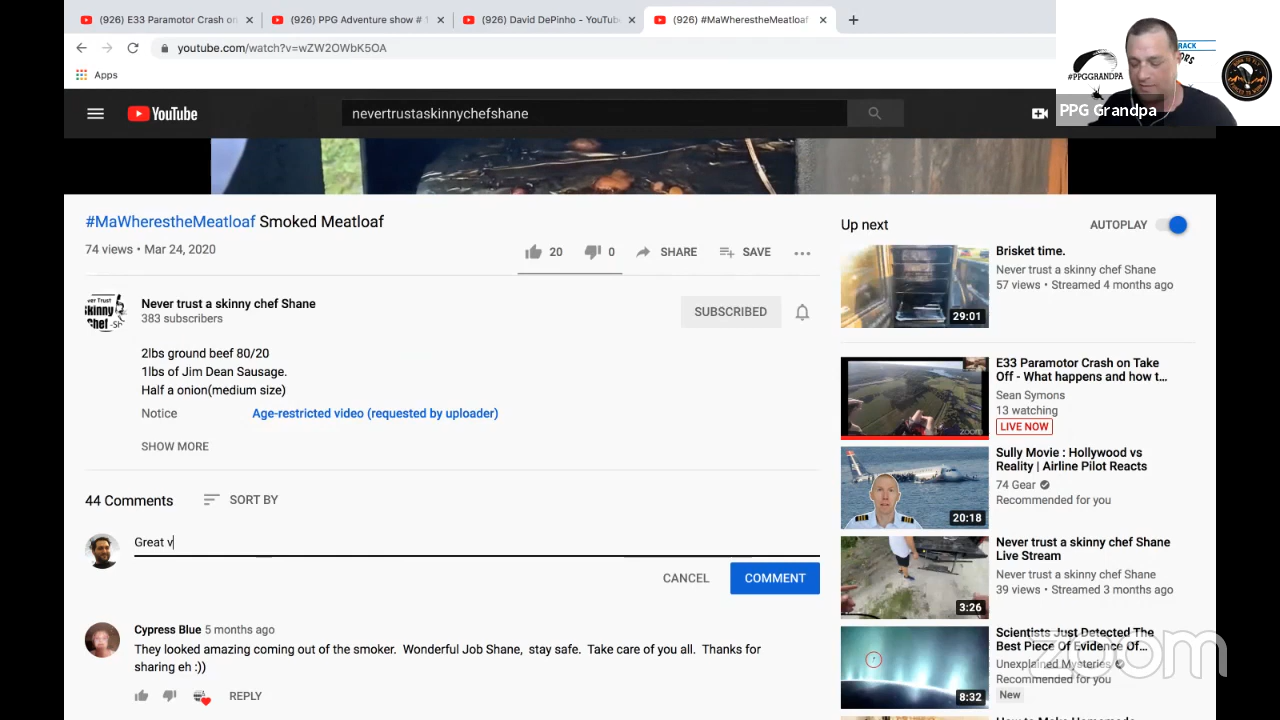 (926) E33 Paramotor Crash on
(926) PPG Adventure show # 1
(926) David DePinho - YouTube
(926) #MaWherestheMeatloaf
youtube.com/watch?v=wZW2OWbK5OA
Apps
#PPGGRANDPA
PPG Grandpa
YouTube
nevertrustaskinnychefshane
#MaWherestheMeatloaf Smoked Meatloaf
74 views • Mar 24, 2020
20
0
SHARE
SAVE
Never trust a skinny chef Shane
383 subscribers
SUBSCRIBED
2lbs ground beef 80/20
1lbs of Jim Dean Sausage.
Half a onion(medium size)
Notice
Age-restricted video (requested by uploader)
SHOW MORE
44 Comments
SORT BY
Great v
CANCEL
COMMENT
Cypress Blue 5 months ago
They looked amazing coming out of the smoker. Wonderful Job Shane, stay safe. Take care of you all. Thanks for
sharing eh :))
REPLY
Up next
AUTOPLAY
29:01
Brisket time.
Never trust a skinny chef Shane
57 views • Streamed 4 months ago
zoom
E33 Paramotor Crash on Take
Off - What happens and how t...
Sean Symons
13 watching
LIVE NOW
20:18
Sully Movie : Hollywood vs
Reality | Airline Pilot Reacts
74 Gear
Recommended for you
3:26
Never trust a skinny chef Shane
Live Stream
Never trust a skinny chef Shane
39 views • Streamed 3 months ago
8:32
Scientists Just Detected The
Best Piece Of Evidence Of...
Unexplained Mysteries
Recommended for you
New
zoom